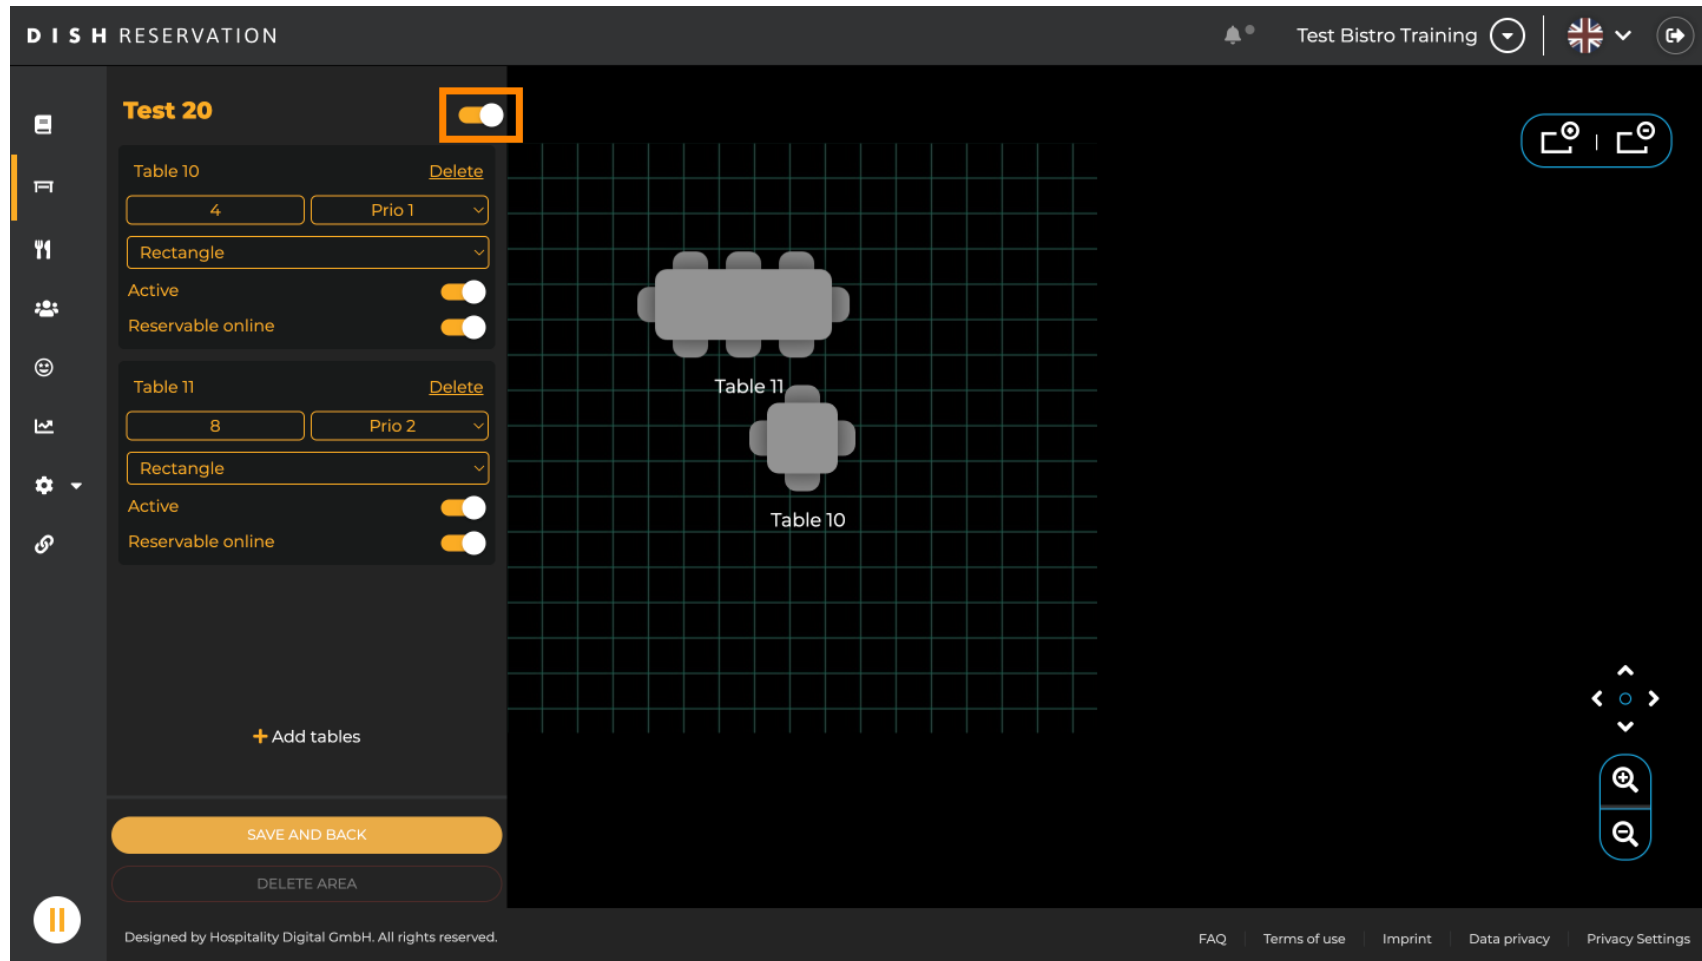 DISH RESERVATION
Test Bistro Training
Test 20
Table 10 Delete
4 Prio 1
Rectangle
Active
Reservable online
Table 11 Delete
8 Prio 2
Rectangle
Active
Reservable online
+ Add tables
SAVE AND BACK
DELETE AREA
Table 11
Table 10
Designed by Hospitality Digital GmbH. All rights reserved.
FAQ Terms of use Imprint Data privacy Privacy Settings